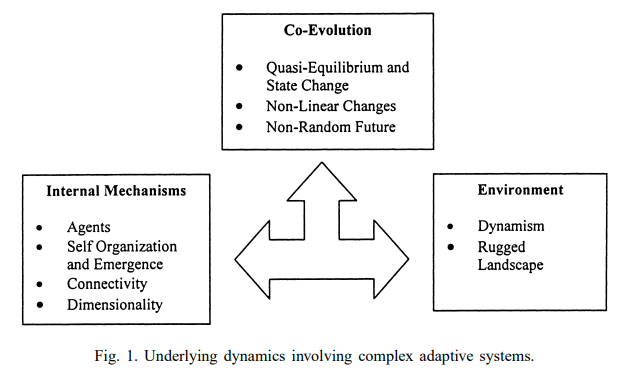 Co-Evolution
• Quasi-Equilibrium and
State Change
• Non-Linear Changes
• Non-Random Future
Internal Mechanisms
• Agents
• Self Organization
and Emergence
• Connectivity
• Dimensionality
Environment
• Dynamism
• Rugged
Landscape
Fig. 1. Underlying dynamics involving complex adaptive systems.